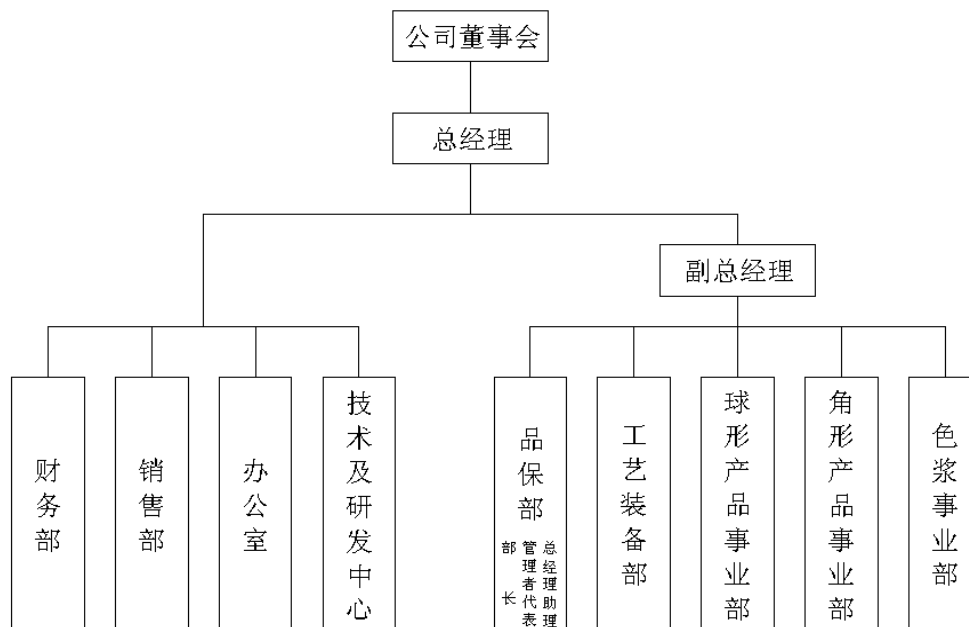 公司董事会
总经理
副总经理
财务部
销售部
办公室
技术及研发中心
品保部
总经理助理
管理者代表
部长
工艺装备部
球形产品事业部
角形产品事业部
色浆事业部